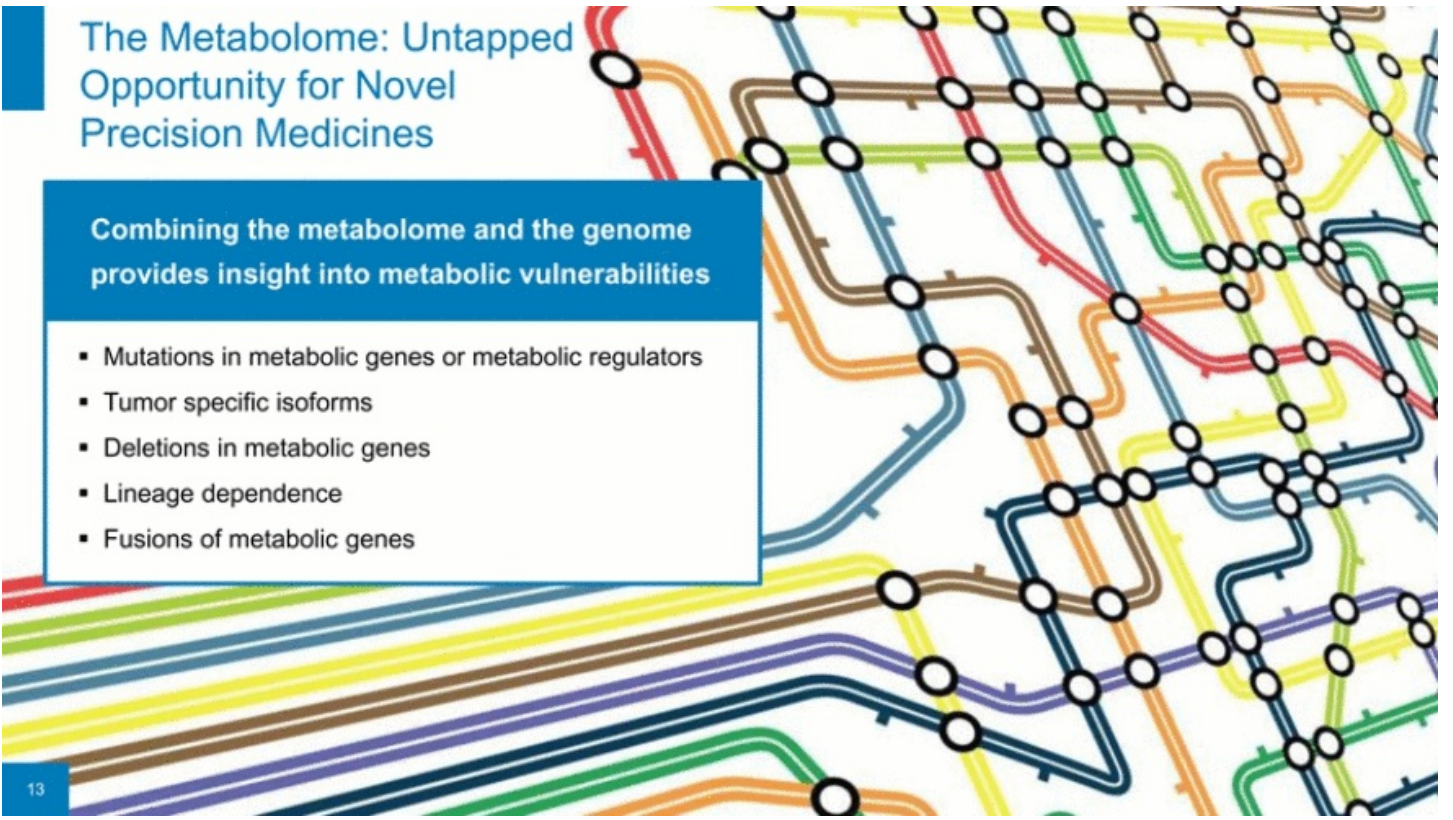 The Metabolome: Untapped
Opportunity for Novel
Precision Medicines
Combining the metabolome and the genome
provides insight into metabolic vulnerabilities
▪ Mutations in metabolic genes or metabolic regulators
▪ Tumor specific isoforms
▪ Deletions in metabolic genes
▪ Lineage dependence
▪ Fusions of metabolic genes
13